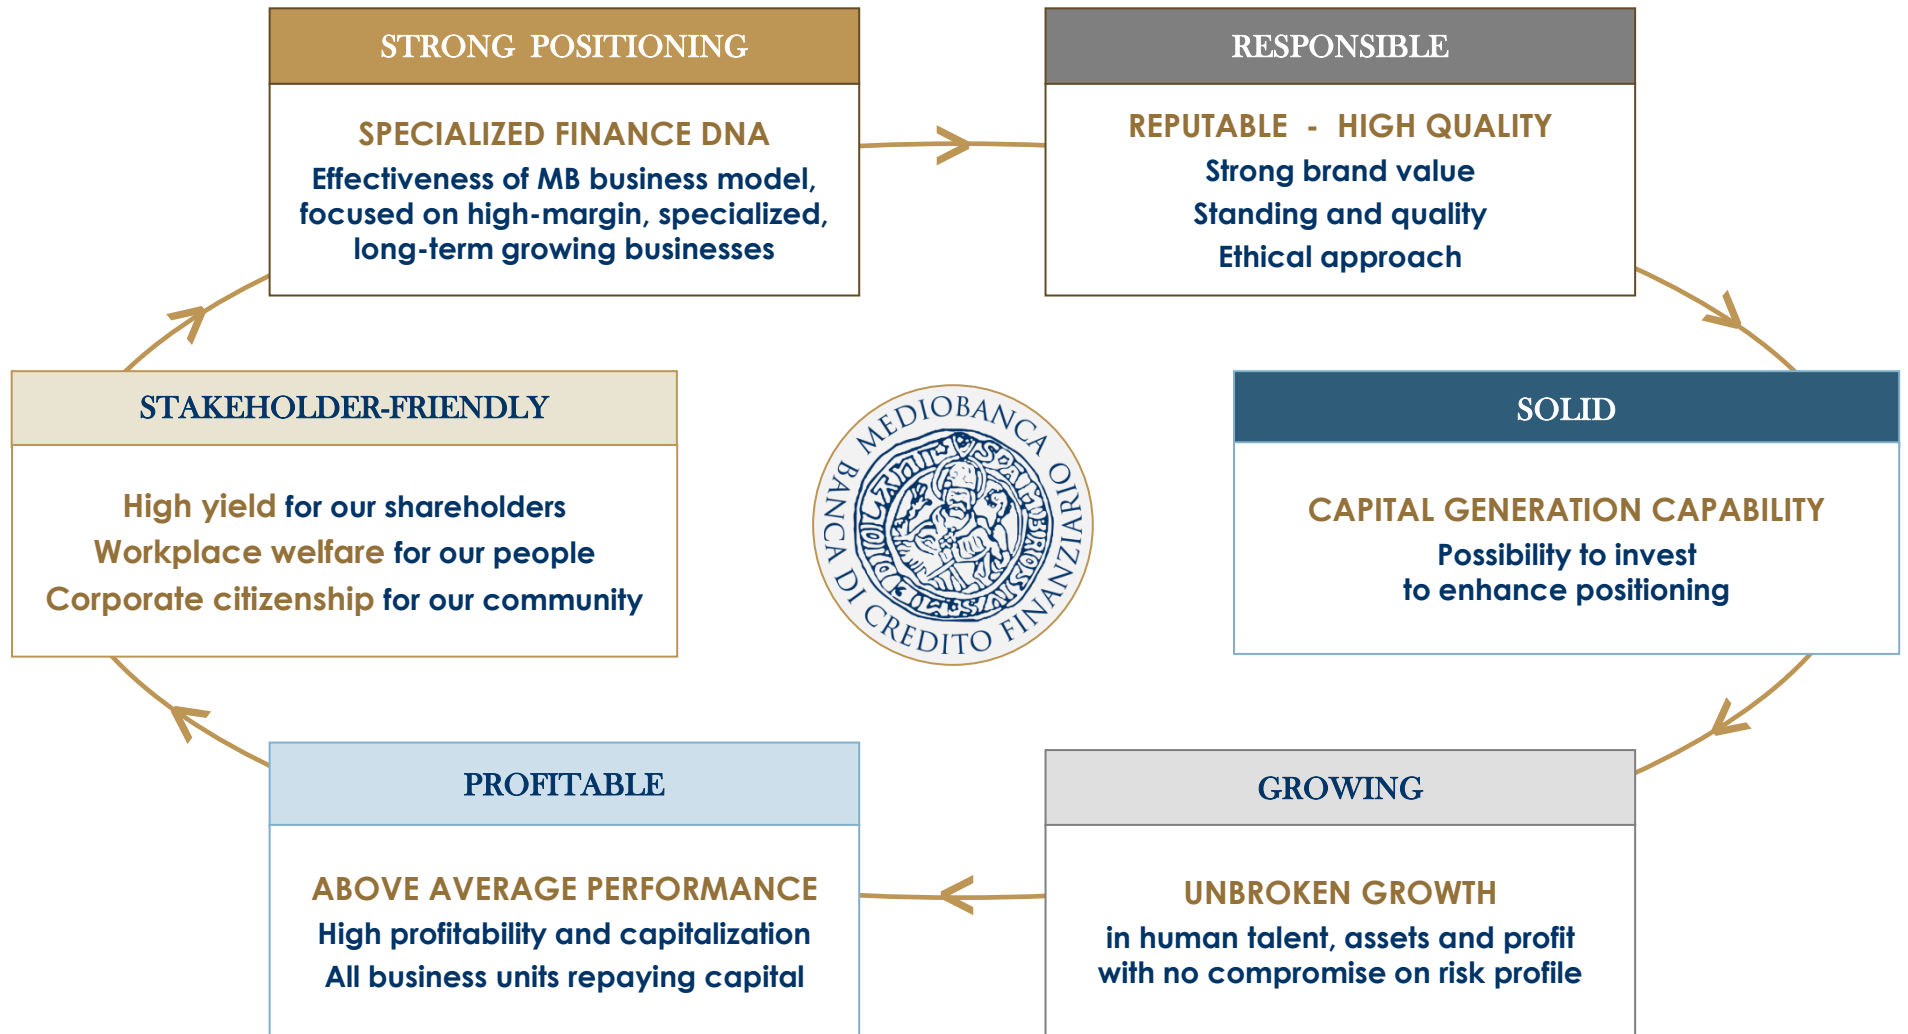 STRONG POSITIONING
SPECIALIZED FINANCE DNA
Effectiveness of MB business model,
focused on high-margin, specialized,
long-term growing businesses
RESPONSIBLE
REPUTABLE - HIGH QUALITY
Strong brand value
Standing and quality
Ethical approach
SOLID
CAPITAL GENERATION CAPABILITY
Possibility to invest
to enhance positioning
GROWING
UNBROKEN GROWTH
in human talent, assets and profit
with no compromise on risk profile
PROFITABLE
ABOVE AVERAGE PERFORMANCE
High profitability and capitalization
All business units repaying capital
STAKEHOLDER-FRIENDLY
High yield for our shareholders
Workplace welfare for our people
Corporate citizenship for our community
MEDIOBANCA
BANCA DI CREDITO FINANZIARIO